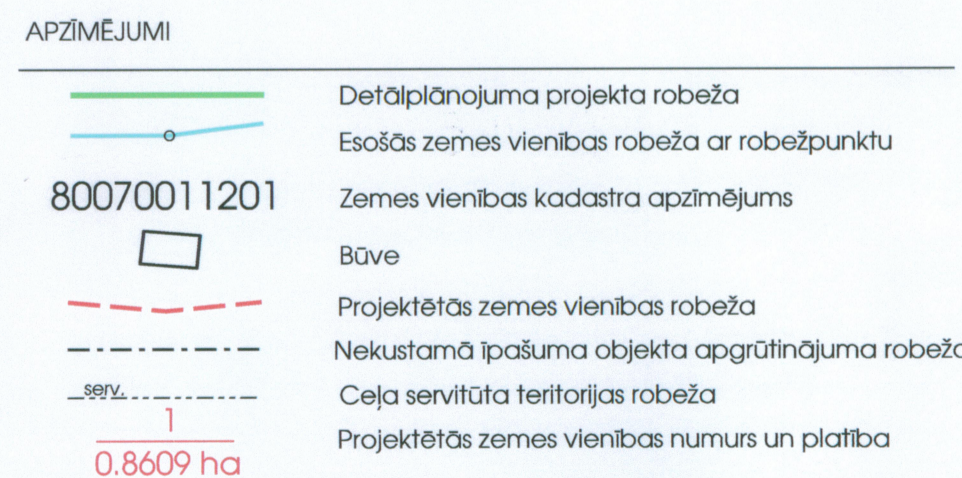 APZĪMĒJUMI
Detālplānojuma projekta robeža
Esošās zemes vienības robeža ar robežpunktu
80070011201 Zemes vienības kadastra apzīmējums
Būve
Projektētās zemes vienības robeža
Nekustamā īpašuma objekta apgrūtinājuma robeža
serv. Ceļa servitūta teritorijas robeža
1
Projektētās zemes vienības numurs un platība
0.8609 ha